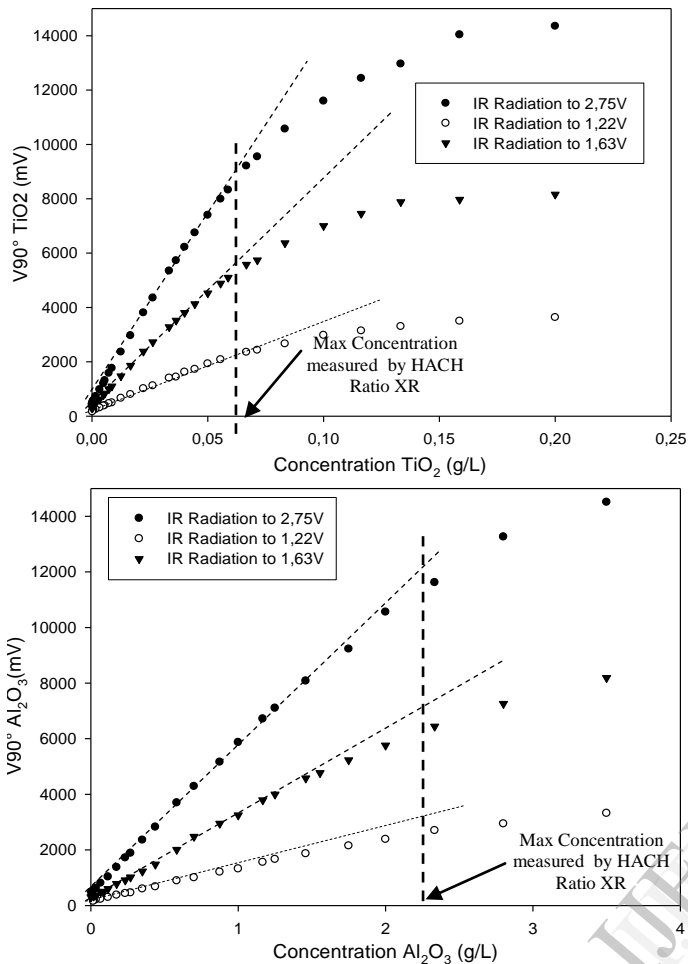 14000
12000
10000
8000
6000
4000
2000
0
V90° TiO2 (mV)
IR Radiation to 2,75V
IR Radiation to 1,22V
IR Radiation to 1,63V
Max Concentration
measured by HACH
Ratio XR
0,00 0,05 0,10 0,15 0,20 0,25
Concentration TiO₂ (g/L)
14000
12000
10000
8000
6000
4000
2000
0
V90° Al₂O₃(mV)
IR Radiation to 2,75V
IR Radiation to 1,22V
IR Radiation to 1,63V
Max Concentration
measured by HACH
Ratio XR
0 1 2 3 4
Concentration Al₂O₃ (g/L)